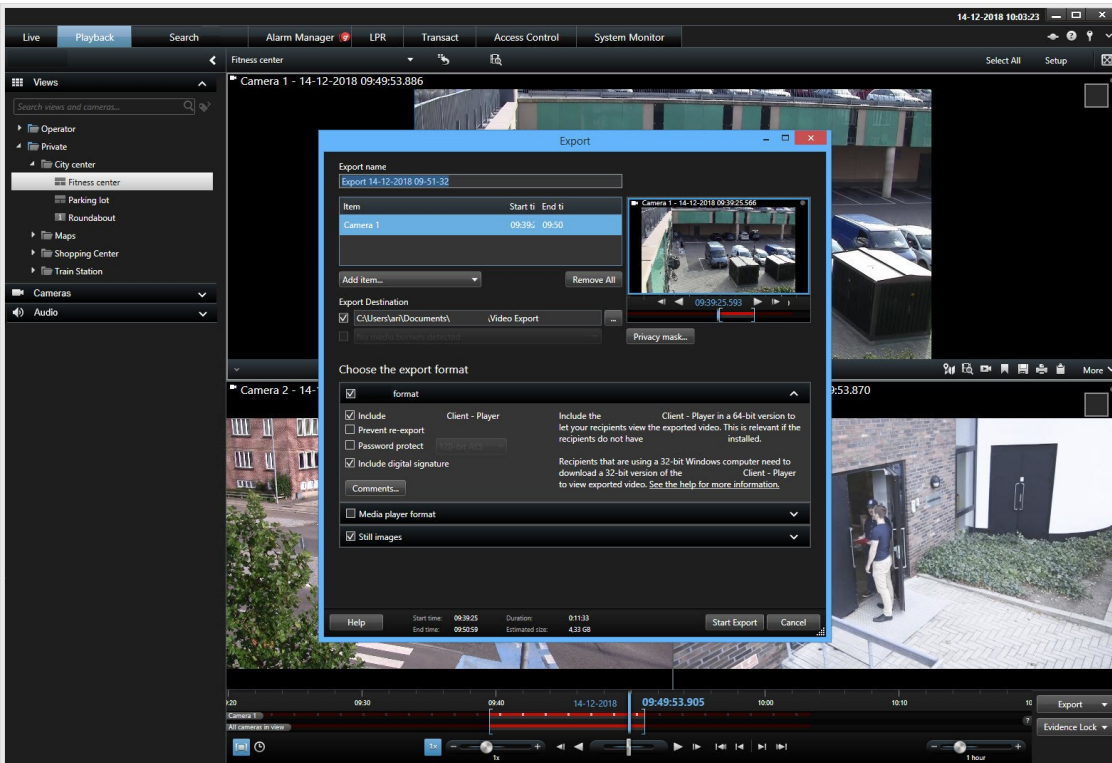 14-12-2018 10:03:23
Live Playback Search Alarm Manager LPR Transact Access Control System Monitor
Fitness center
Select All Setup
Views
Search views and cameras...
Operator
Private
City center
Fitness center
Parking lot
1 Roundabout
Maps
Shopping Center
Train Station
Cameras
Audio
Camera 1 - 14-12-2018 09:49:53.886
Export
Export name
Export 14-12-2018 09-51-32
Item Start ti End ti
Camera 1 09:39: 09:50
Add item... Remove All
Camera 1 - 14-12-2018 09:39:25.566
09:39:25.593
Export Destination
C:\Users\ari\Documents\ Video Export ...
No media burners detected
Privacy mask...
Choose the export format
format
Include Client - Player
Prevent re-export
Password protect
Include digital signature
Comments...
Include the Client - Player in a 64-bit version to
let your recipients view the exported video. This is relevant if the
recipients do not have installed.
Recipients that are using a 32-bit Windows computer need to
download a 32-bit version of the Client - Player
to view exported video. See the help for more information.
Media player format
Still images
Help
Start time: 09:39:25 Duration: 0:11:33
End time: 09:50:59 Estimated size: 4,33 GB
Start Export Cancel
More
Camera 2 - 14-1
9:53.870
:20 09:30 09:40 14-12-2018 09:49:53.905 10:00 10:10 10
Camera 1
All cameras in view
Export
Evidence Lock
1x
1x
1 hour